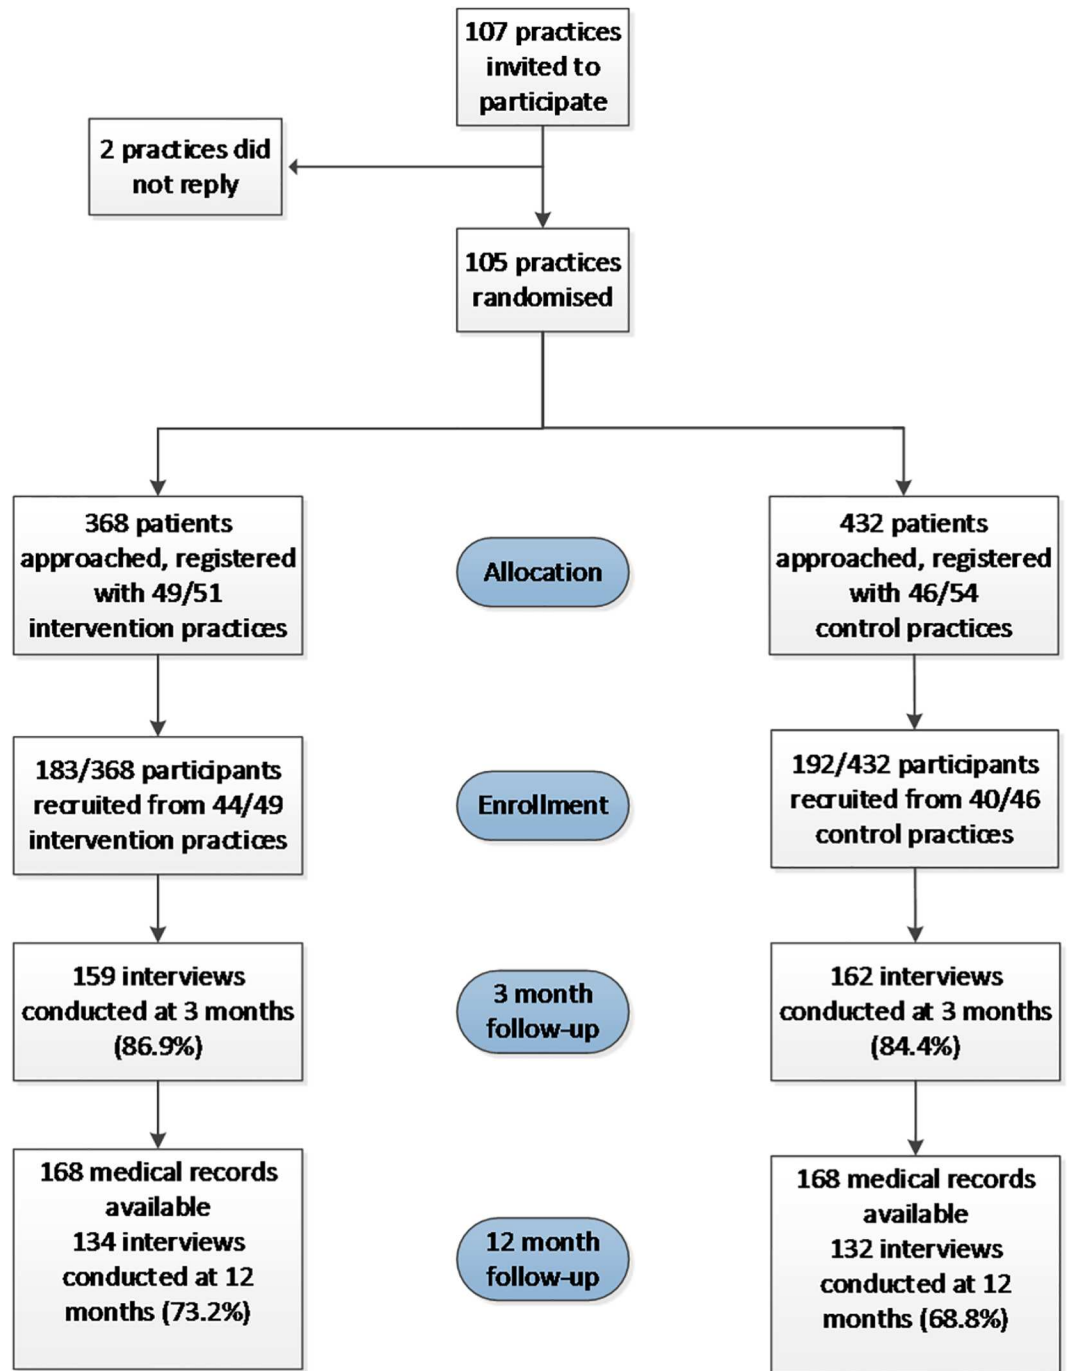 107 practices
invited to
participate
2 practices did
not reply
105 practices
randomised
368 patients
approached, registered
with 49/51
intervention practices
Allocation
432 patients
approached, registered
with 46/54
control practices
183/368 participants
recruited from 44/49
intervention practices
Enrollment
192/432 participants
recruited from 40/46
control practices
159 interviews
conducted at 3 months
(86.9%)
3 month
follow-up
162 interviews
conducted at 3 months
(84.4%)
168 medical records
available
134 interviews
conducted at 12
months (73.2%)
12 month
follow-up
168 medical records
available
132 interviews
conducted at 12
months (68.8%)